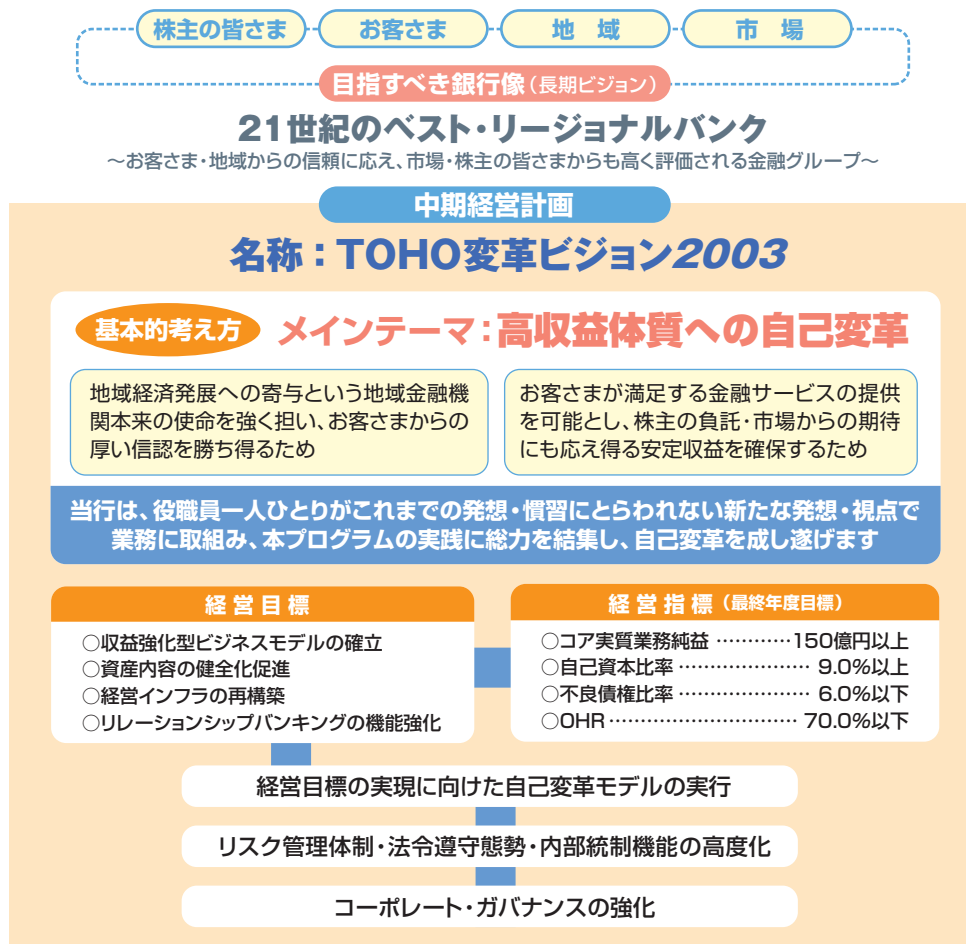 株主の皆さま お客さま 地 域 市 場
目指すべき銀行像(長期ビジョン)
21世紀のベスト・リージョナルバンク
～お客さま・地域からの信頼に応え、市場・株主の皆さまからも高く評価される金融グループ～
中期経営計画
名称：TOHO変革ビジョン2003
基本的考え方 メインテーマ：高収益体質への自己変革
地域経済発展への寄与という地域金融機
関本来の使命を強く担い、お客さまからの
厚い信認を勝ち得るため
お客さまが満足する金融サービスの提供
を可能とし、株主の負託・市場からの期待
にも応え得る安定収益を確保するため
当行は、役職員一人ひとりがこれまでの発想・慣習にとらわれない新たな発想・視点で
業務に取組み、本プログラムの実践に総力を結集し、自己変革を成し遂げます
経 営 目 標
○収益強化型ビジネスモデルの確立
○資産内容の健全化促進
○経営インフラの再構築
○リレーションシップバンキングの機能強化
経 営 指 標（最終年度目標）
○コア実質業務純益 …………150億円以上
○自己資本比率 ………………… 9.0%以上
○不良債権比率 ………………… 6.0%以下
○OHR………………………… 70.0%以下
経営目標の実現に向けた自己変革モデルの実行
リスク管理体制・法令遵守態勢・内部統制機能の高度化
コーポレート・ガバナンスの強化